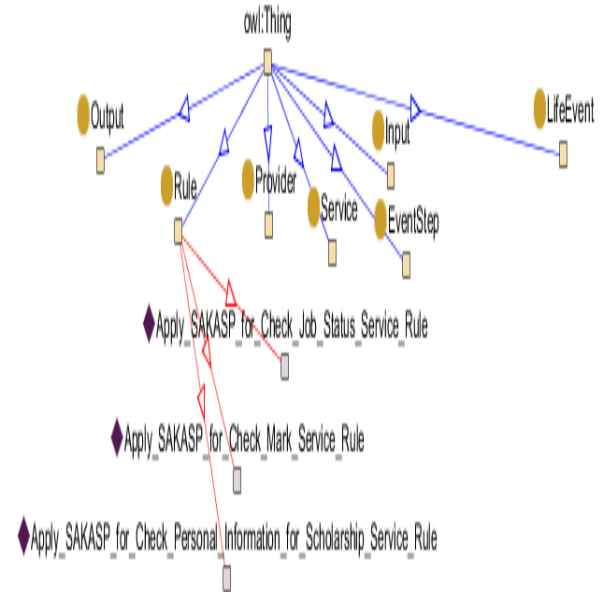 owl:Thing
Output
Input
LifeEvent
Rule
Provider
Service
EventStep
Apply_SAKASP_for_Check_Job_Status_Service_Rule
Apply_SAKASP_for_Check_Mark_Service_Rule
Apply_SAKASP_for_Check_Personal_Information_for_Scholarship_Service_Rule